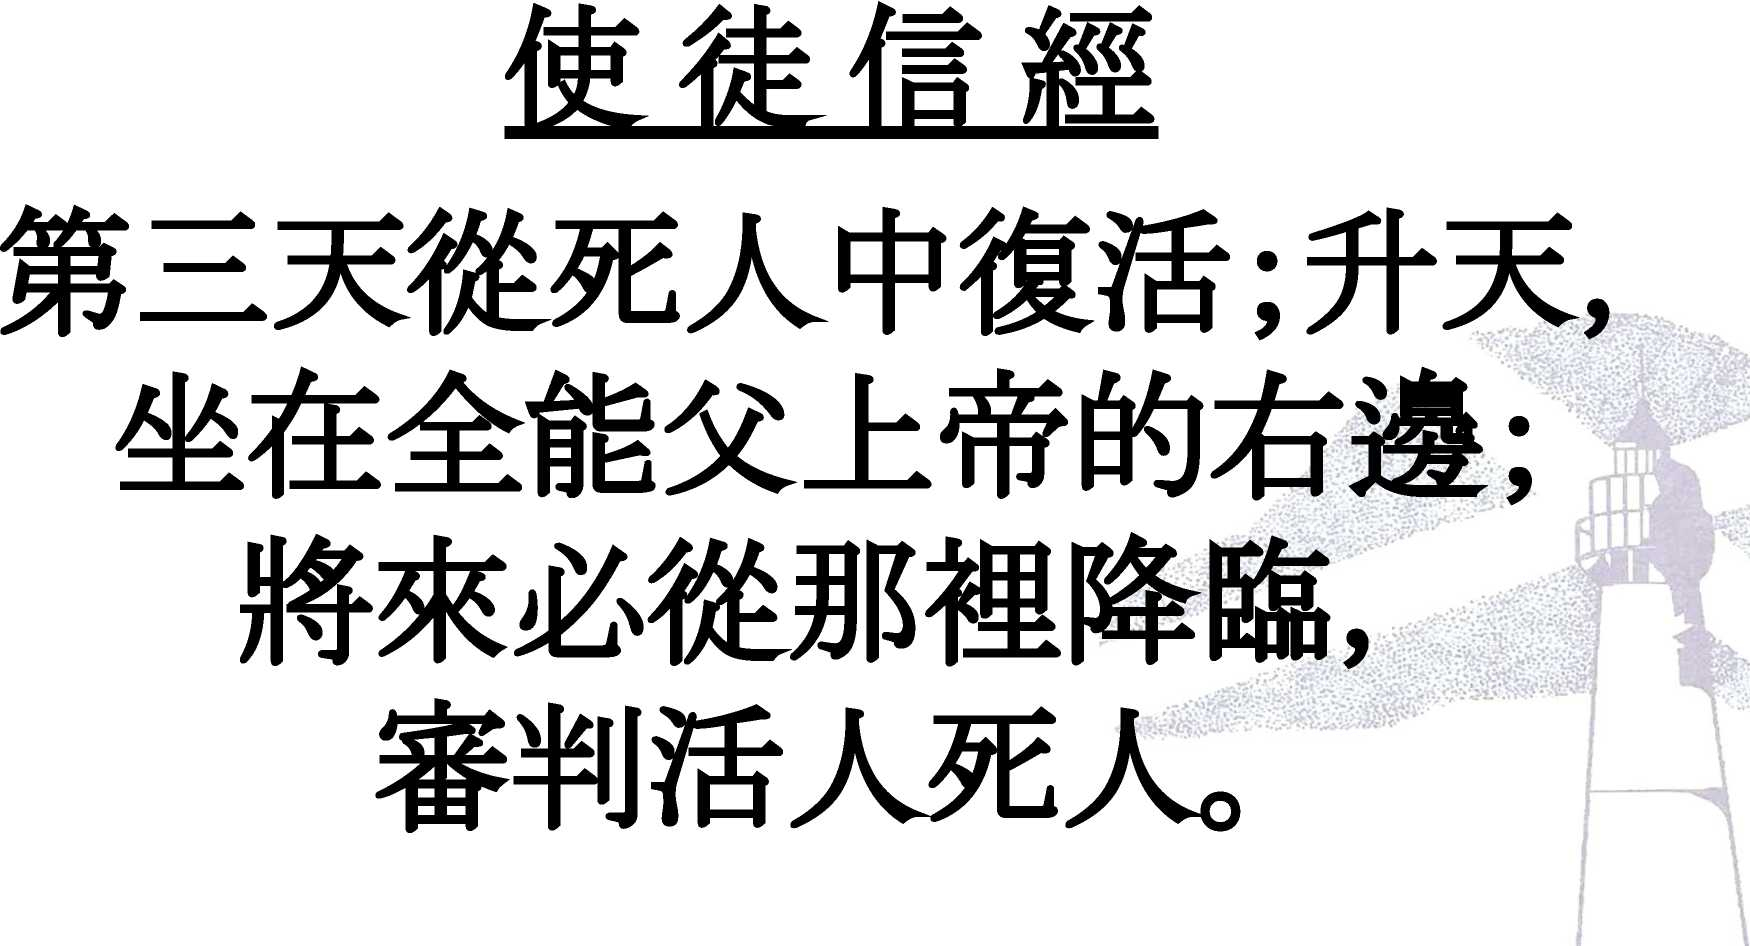 使徒信經
第三天從死人中復活;升天,
坐在全能父上帝的右邊;
將來必從那裡降臨,
審判活人死人。